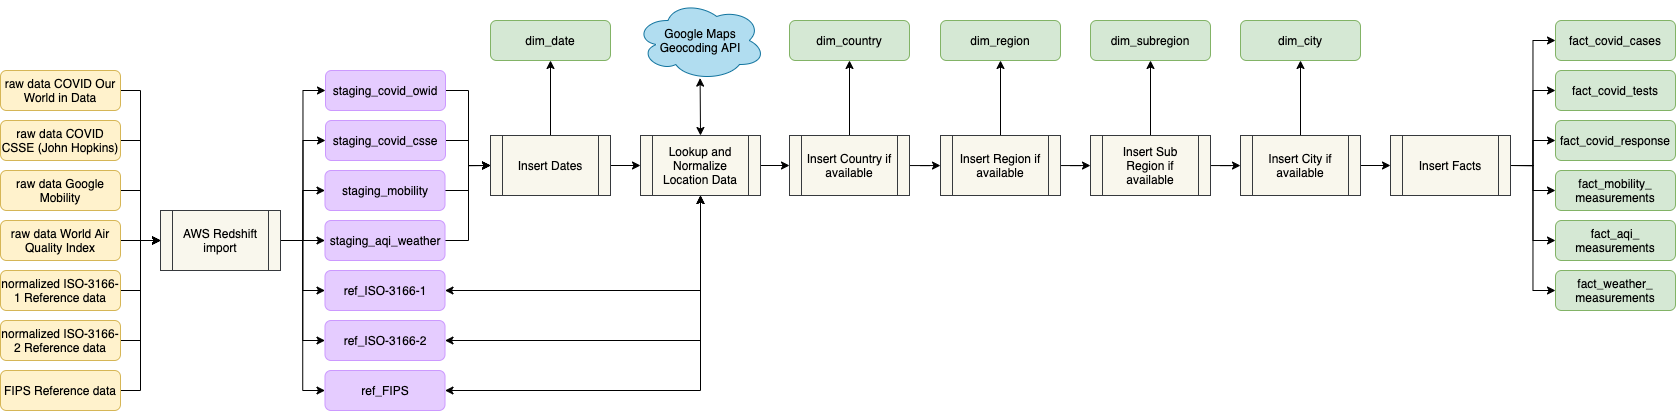 raw data COVID Our
World in Data
raw data COVID
CSSE (John Hopkins)
raw data Google
Mobility
raw data World Air
Quality Index
normalized ISO-3166-
1 Reference data
normalized ISO-3166-
2 Reference data
FIPS Reference data
AWS Redshift
import
staging_covid_owid
staging_covid_csse
staging_mobility
staging_aqi_weather
ref_ISO-3166-1
ref_ISO-3166-2
ref_FIPS
dim_date
Insert Dates
Google Maps
Geocoding API
Lookup and
Normalize
Location Data
dim_country
Insert Country if
available
dim_region
Insert Region if
available
dim_subregion
Insert Sub
Region if
available
dim_city
Insert City if
available
Insert Facts
fact_covid_cases
fact_covid_tests
fact_covid_response
fact_mobility_
measurements
fact_aqi_
measurements
fact_weather_
measurements